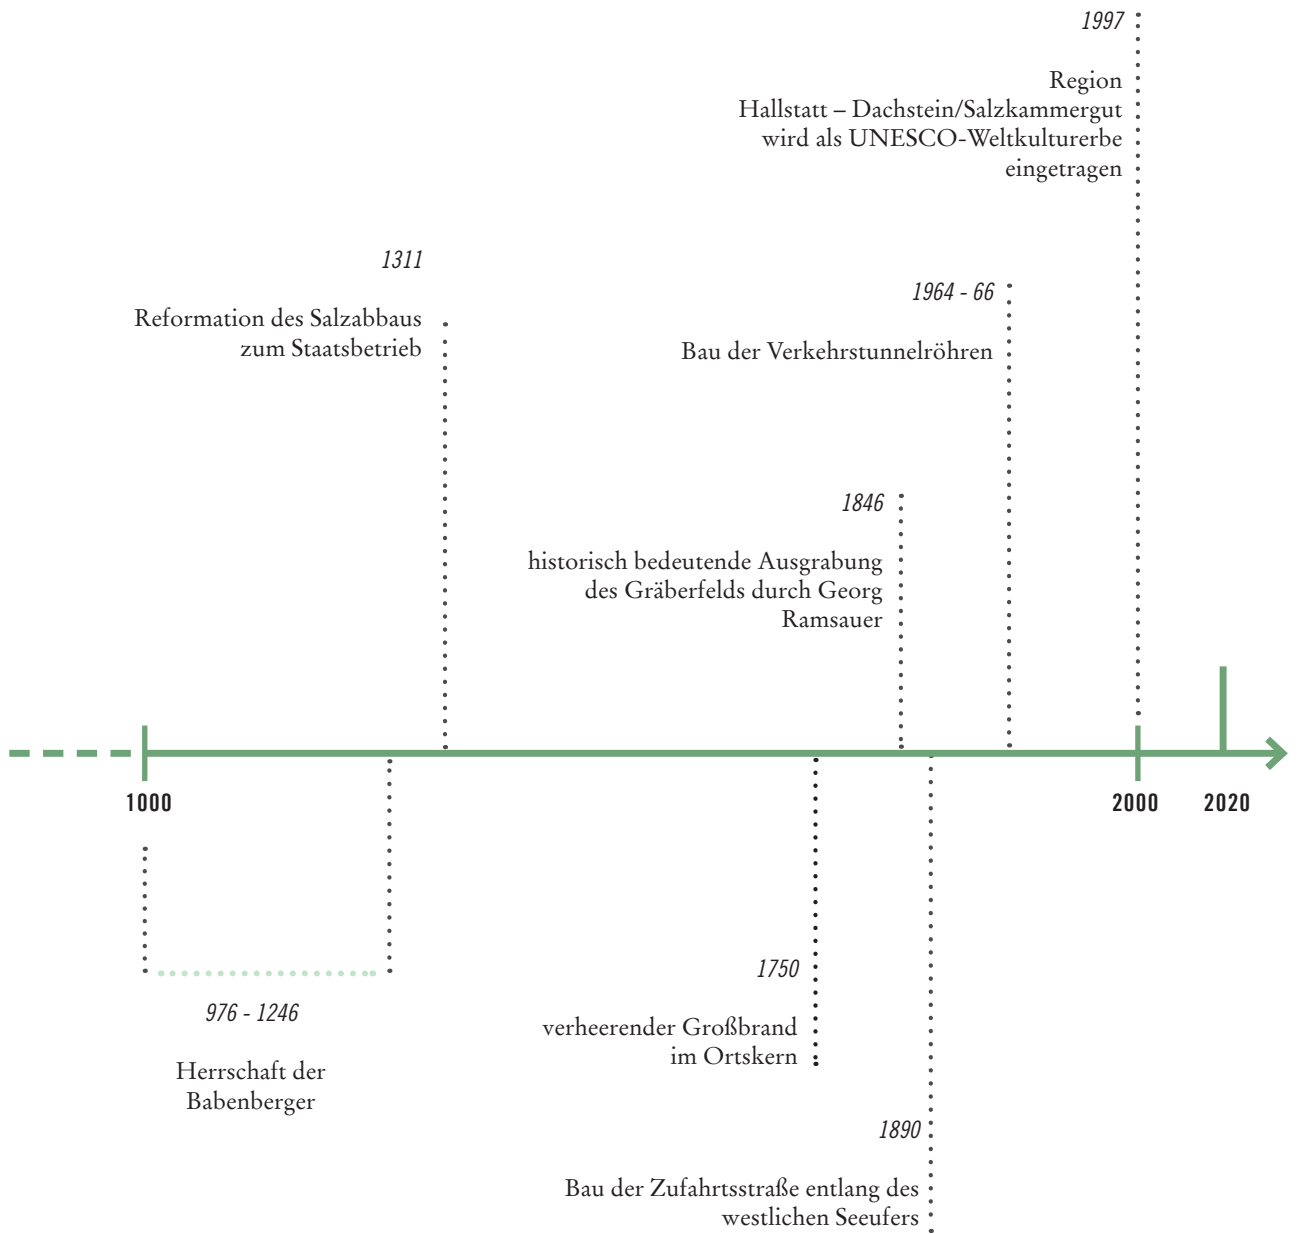 1997
Region
Hallstatt – Dachstein/Salzkammergut
wird als UNESCO-Weltkulturerbe
eingetragen
1311
Reformation des Salzabbaus
zum Staatsbetrieb
1964 - 66
Bau der Verkehrstunnelröhren
1846
historisch bedeutende Ausgrabung
des Gräberfelds durch Georg
Ramsauer
1000
2000
2020
976 - 1246
Herrschaft der
Babenberger
1750
verheerender Großbrand
im Ortskern
1890
Bau der Zufahrtsstraße entlang des
westlichen Seeufers